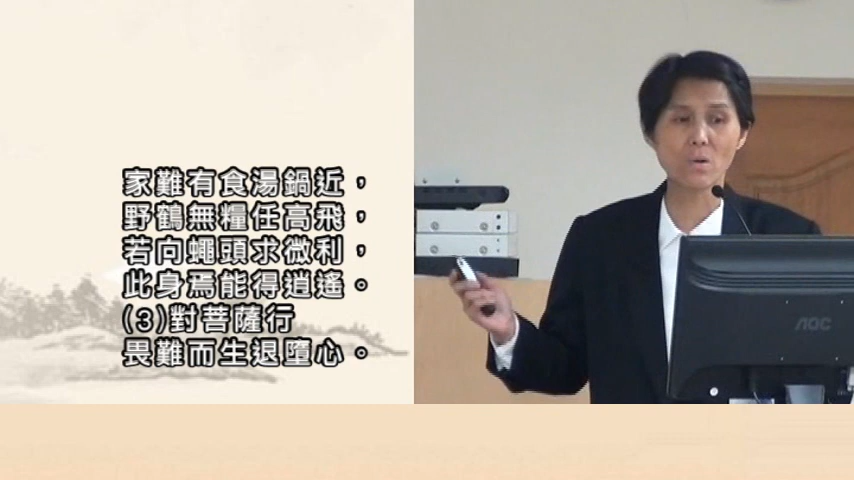 家難有食湯鍋近，
野鶴無糧任高飛，
若向蠅頭求微利，
此身焉能得逍遙。
(3)對菩薩行
畏難而生退墮心。
AOC